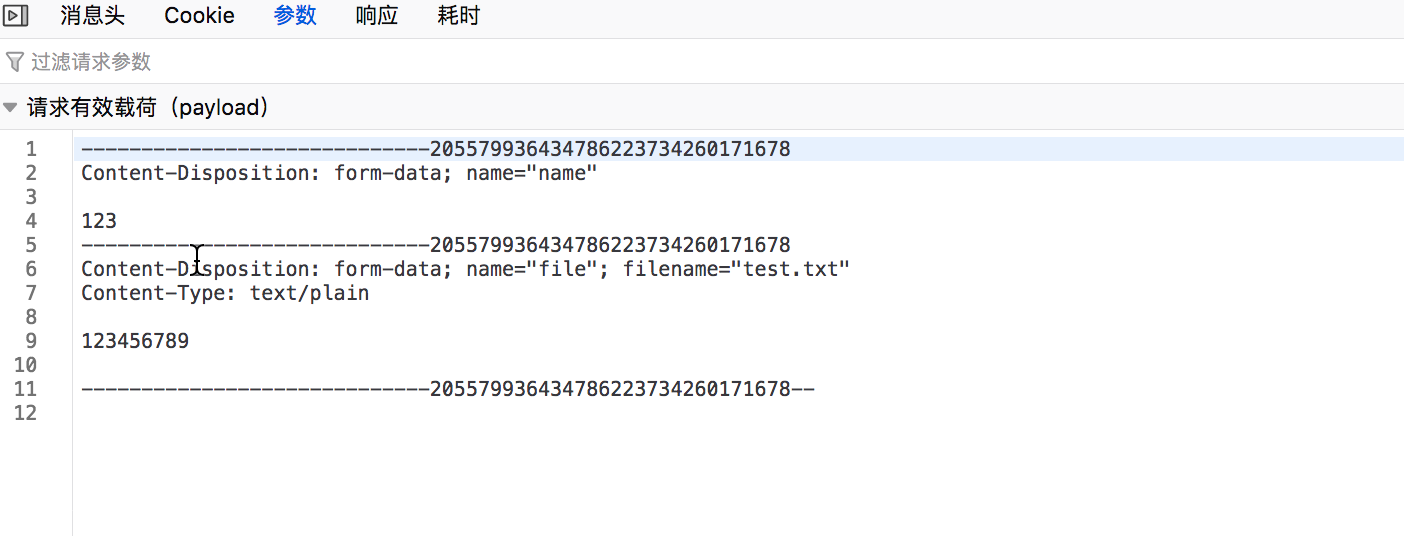 消息头 Cookie 参数 响应 耗时
过滤请求参数
请求有效载荷（payload）
1 -----------------------------2055799364347862237342​60171678
2 Content-Disposition: form-data; name="name"
3
4 123
5 -----------------------------205579936434786223734260171678
6 Content-Disposition: form-data; name="file"; filename="test.txt"
7 Content-Type: text/plain
8
9 123456789
10
11 -----------------------------205579936434786223734260171678--
12